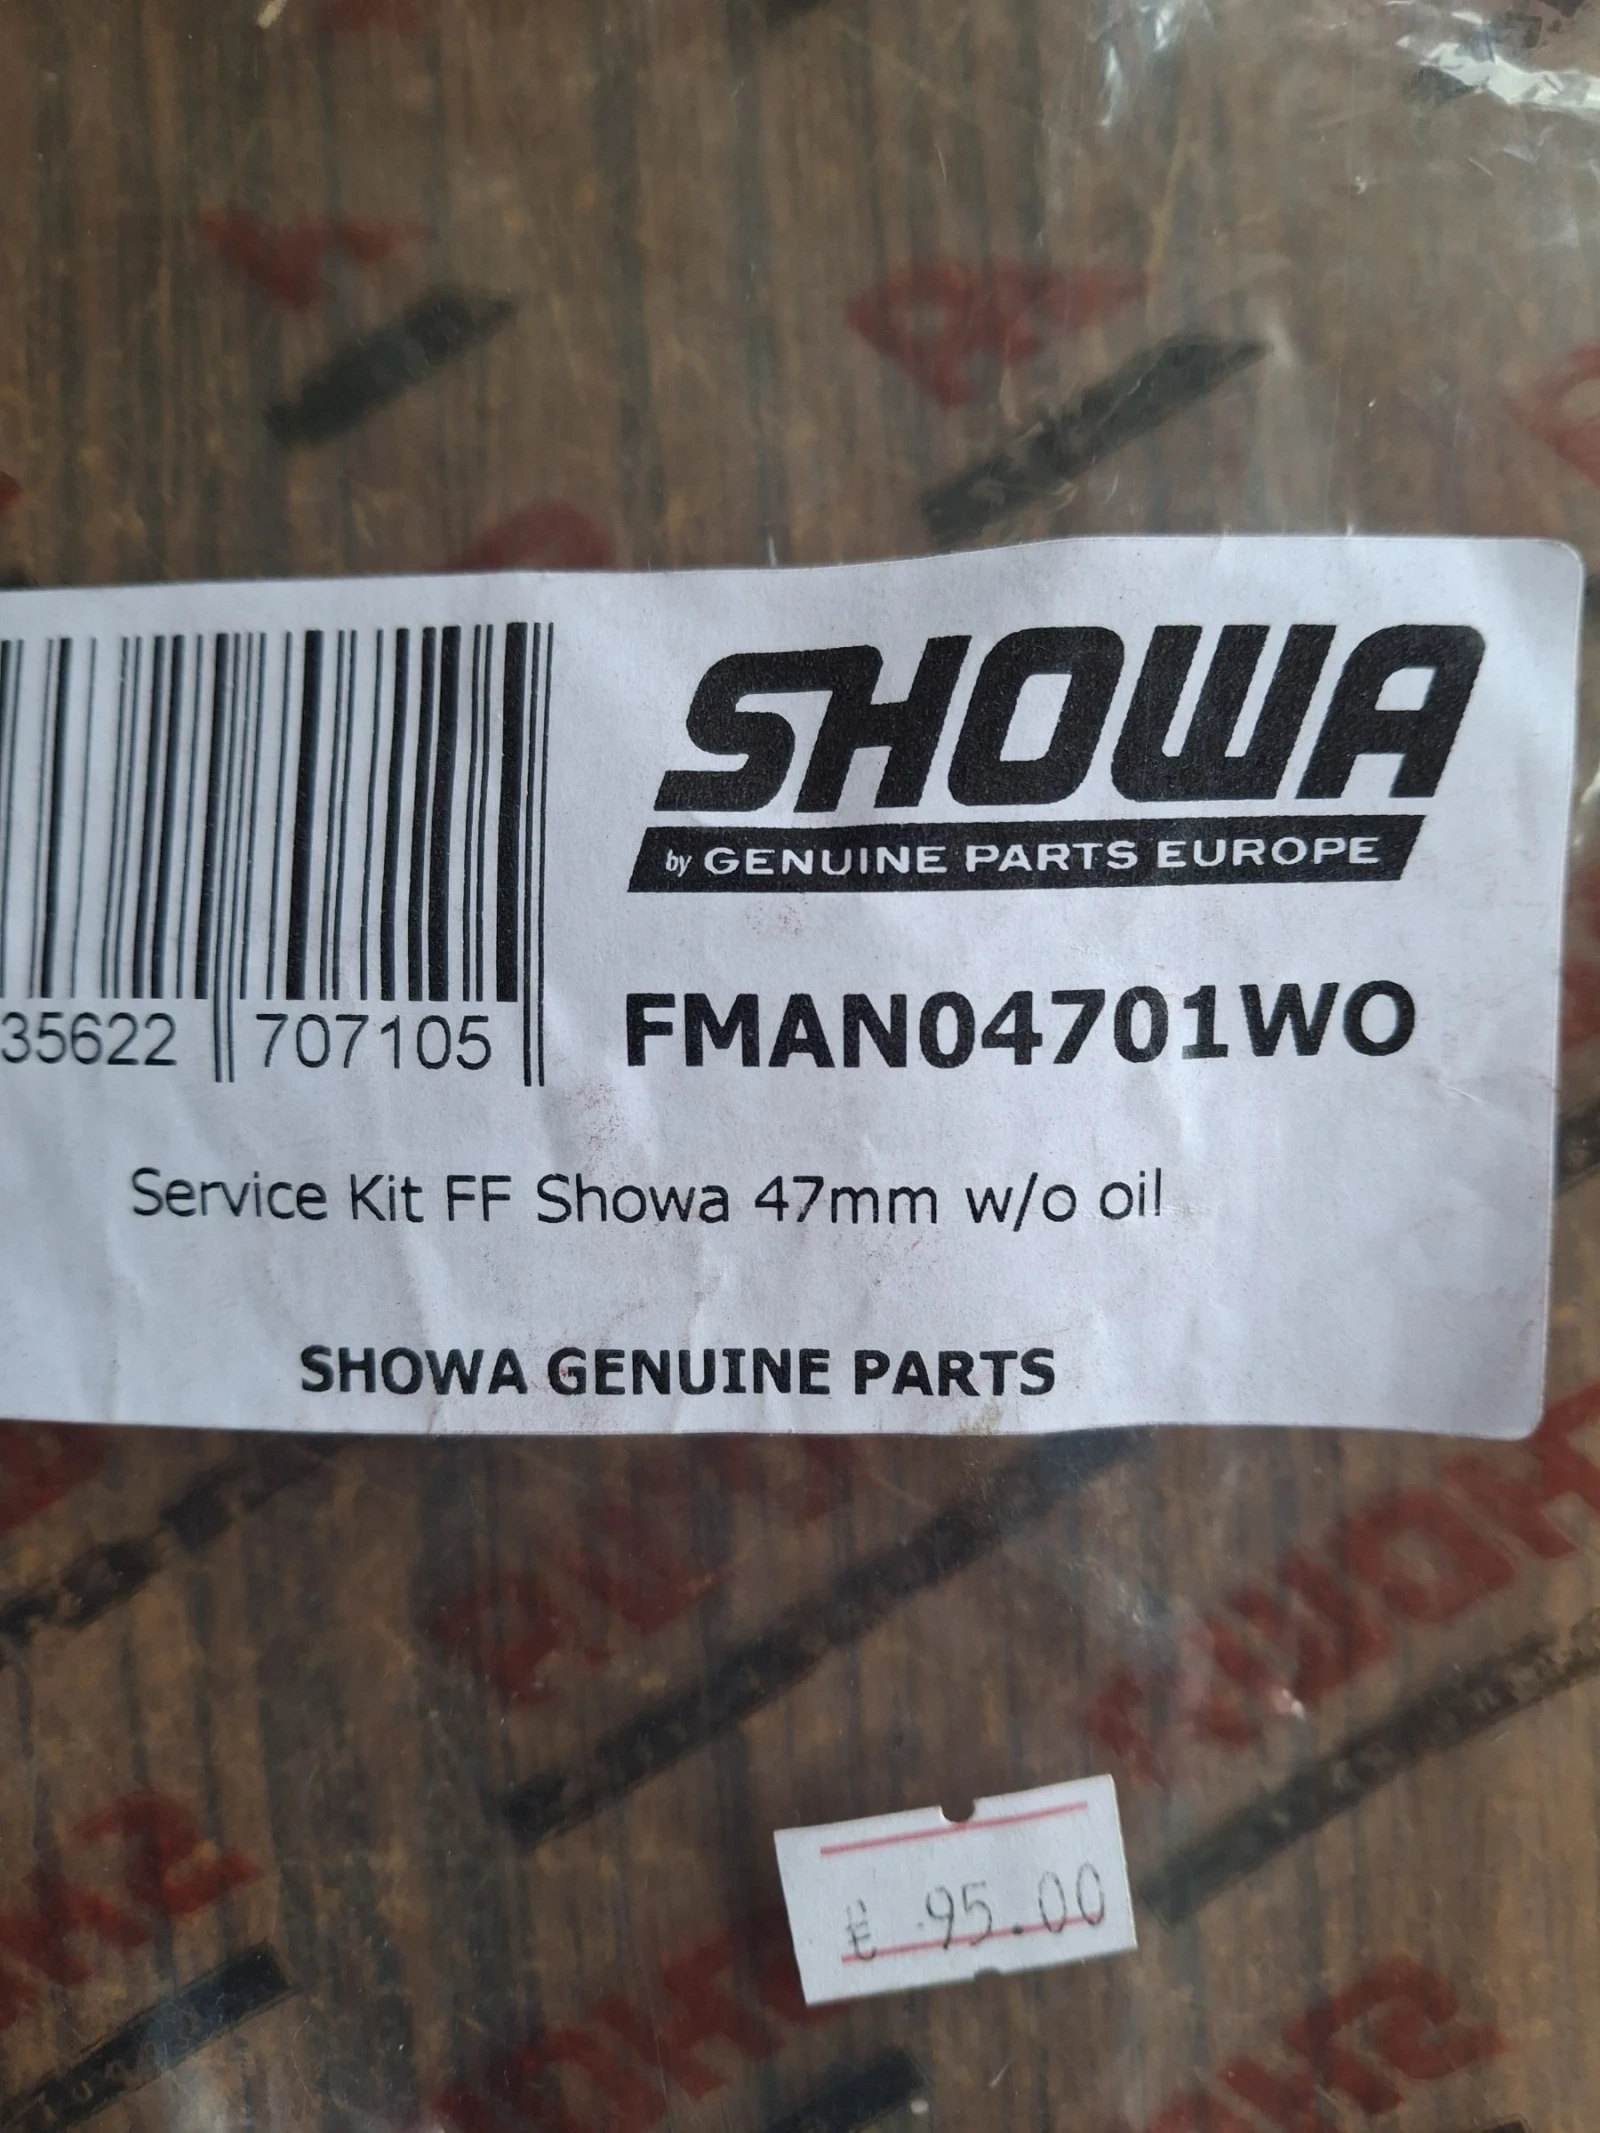 SHOWA
by GENUINE PARTS EUROPE
35622 707105
FMAN04701WO
Service Kit FF Showa 47mm w/o oil
SHOWA GENUINE PARTS
€ 95.00